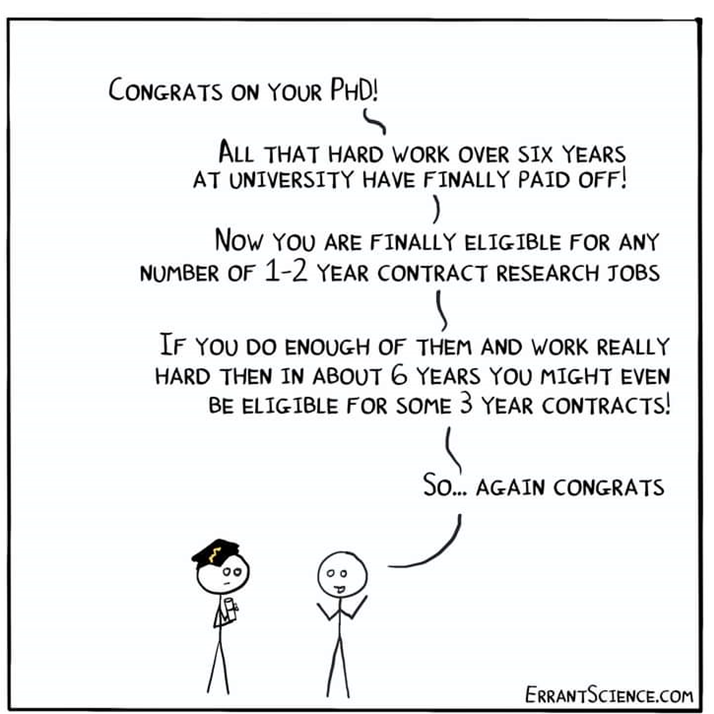 Congrats on your PhD!
All that hard work over six years
at university have finally paid off!
Now you are finally eligible for any
number of 1-2 year contract research jobs
If you do enough of them and work really
hard then in about 6 years you might even
be eligible for some 3 year contracts!
So... again congrats
ErrantScience.com